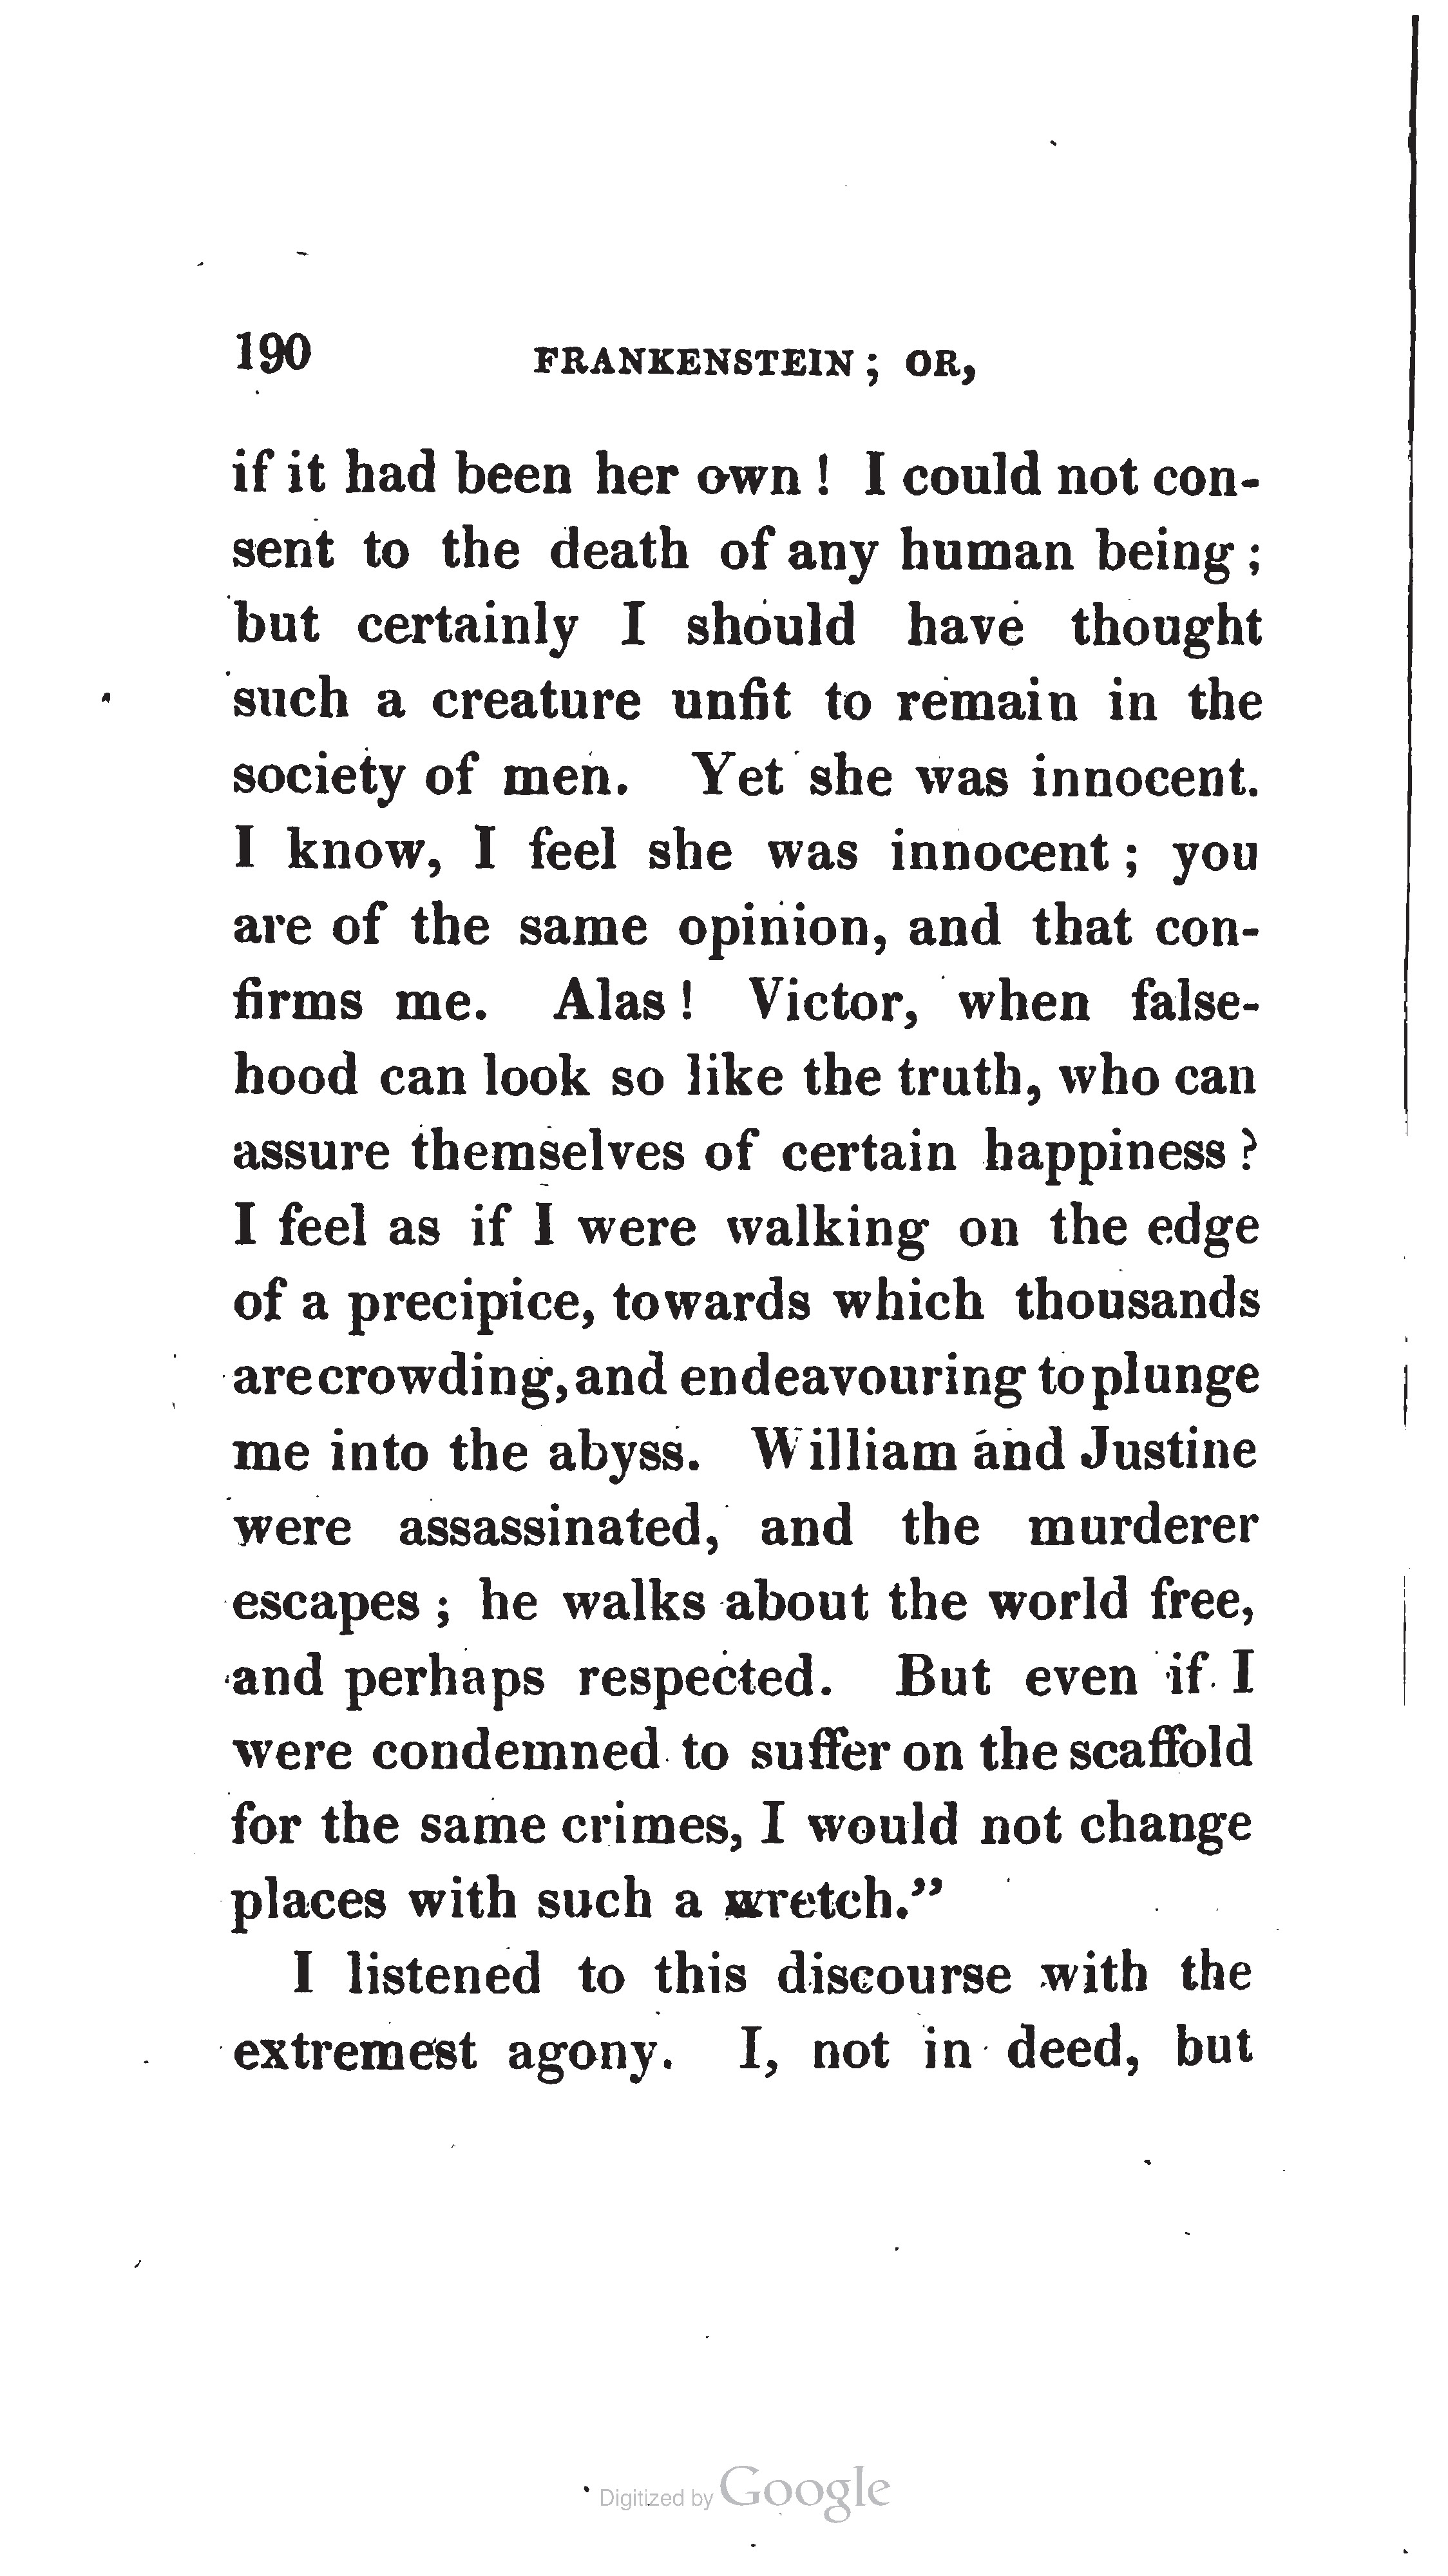 190 FRANKENSTEIN; OR,
if it had been her own! I could not con-
sent to the death of any human being;
but certainly I should have thought
such a creature unfit to remain in the
society of men. Yet she was innocent.
I know, I feel she was innocent; you
are of the same opinion, and that con-
firms me. Alas! Victor, when false-
hood can look so like the truth, who can
assure themselves of certain happiness?
I feel as if I were walking on the edge
of a precipice, towards which thousands
are crowding, and endeavouring to plunge
me into the abyss. William and Justine
were assassinated, and the murderer
escapes; he walks about the world free,
and perhaps respected. But even if I
were condemned to suffer on the scaffold
for the same crimes, I would not change
places with such a wretch.”
I listened to this discourse with the
extremest agony. I, not in deed, but
Digitized by Google